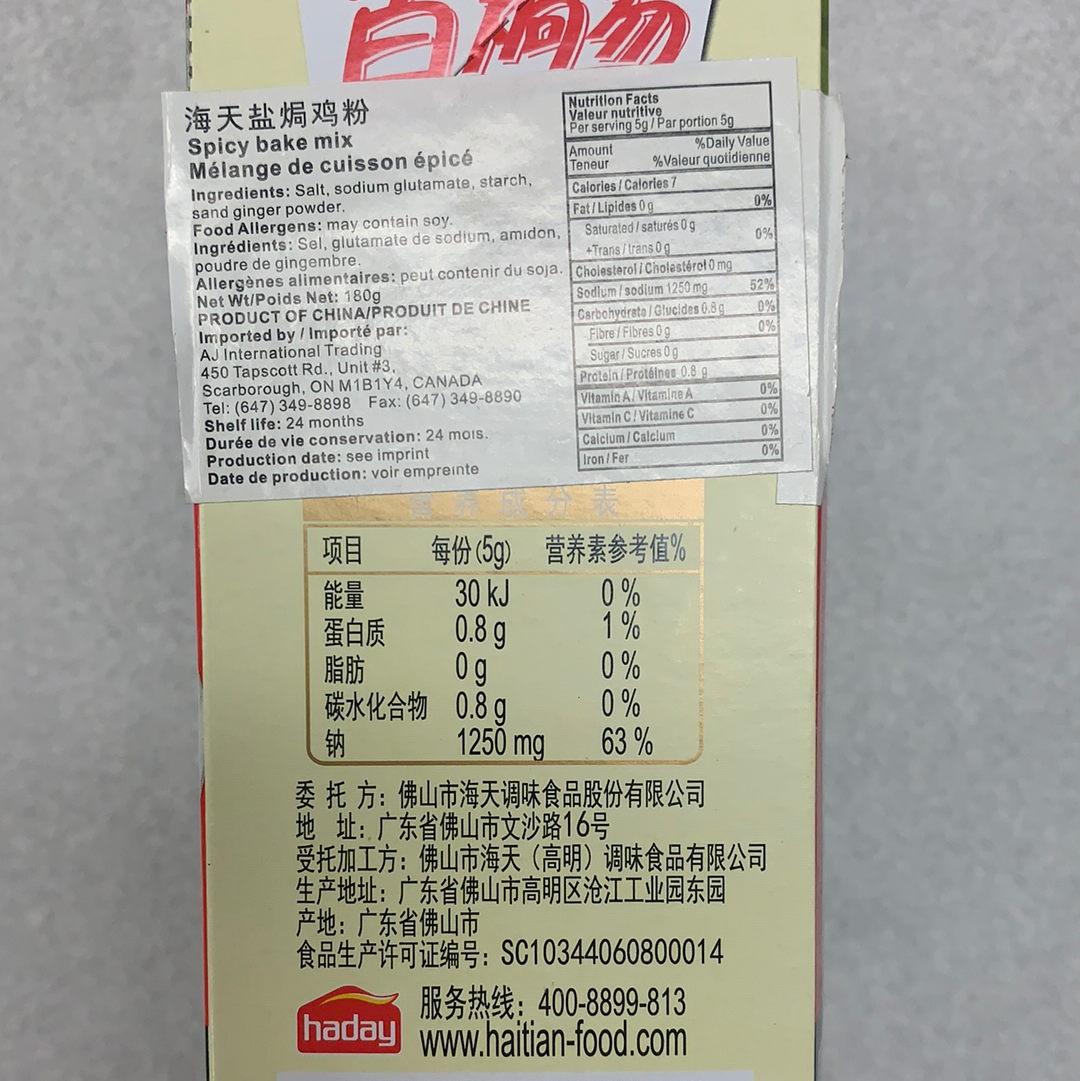 海天盐焗鸡粉
Spicy bake mix
Mélange de cuisson épicé
Ingredients: Salt, sodium glutamate, starch,
sand ginger powder.
Food Allergens: may contain soy.
Ingrédients: Sel, glutamate de sodium, amidon,
poudre de gingembre.
Allergènes alimentaires: peut contenir du soja.
Net Wt/Poids Net: 180g
PRODUCT OF CHINA/PRODUIT DE CHINE
Imported by / Importé par:
AJ International Trading
450 Tapscott Rd., Unit #3,
Scarborough, ON M1B1Y4, CANADA
Tel: (647) 349-8898 Fax: (647) 349-8890
Shelf life: 24 months
Durée de vie conservation: 24 mois.
Production date: see imprint
Date de production: voir empreinte
Nutrition Facts
Valeur nutritive
Per serving 5g / Par portion 5g
Amount %Daily Value
Teneur %Valeur quotidienne
Calories / Calories 7
Fat / Lipides 0 g 0%
Saturated / saturés 0 g
+Trans / trans 0 g 0%
Cholesterol / Cholestérol 0 mg
Sodium / sodium 1250 mg 52%
Carbohydrate / Glucides 0.8 g 0%
Fibre / Fibres 0 g 0%
Sugar / Sucres 0 g
Protein / Protéines 0.8 g
Vitamin A / Vitamine A 0%
Vitamin C / Vitamine C 0%
Calcium / Calcium 0%
Iron / Fer 0%
营养成分表
项目 每份(5g) 营养素参考值%
能量 30 kJ 0 %
蛋白质 0.8 g 1 %
脂肪 0 g 0 %
碳水化合物 0.8 g 0 %
钠 1250 mg 63 %
委 托 方：佛山市海天调味食品股份有限公司
地 址：广东省佛山市文沙路16号
受托加工方：佛山市海天（高明）调味食品有限公司
生产地址：广东省佛山市高明区沧江工业园东园
产地：广东省佛山市
食品生产许可证编号：SC10344060800014
haday
服务热线：400-8899-813
www.haitian-food.com